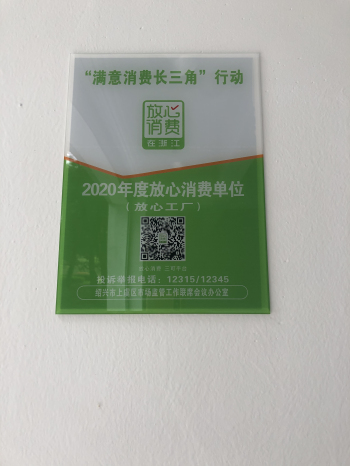 “满意消费长三角”行动
放心
消费
在浙江
2020年度放心消费单位
(放心工厂)
投诉举报电话：12315/12345
绍兴市上虞区市场监管工作联席会议办公室